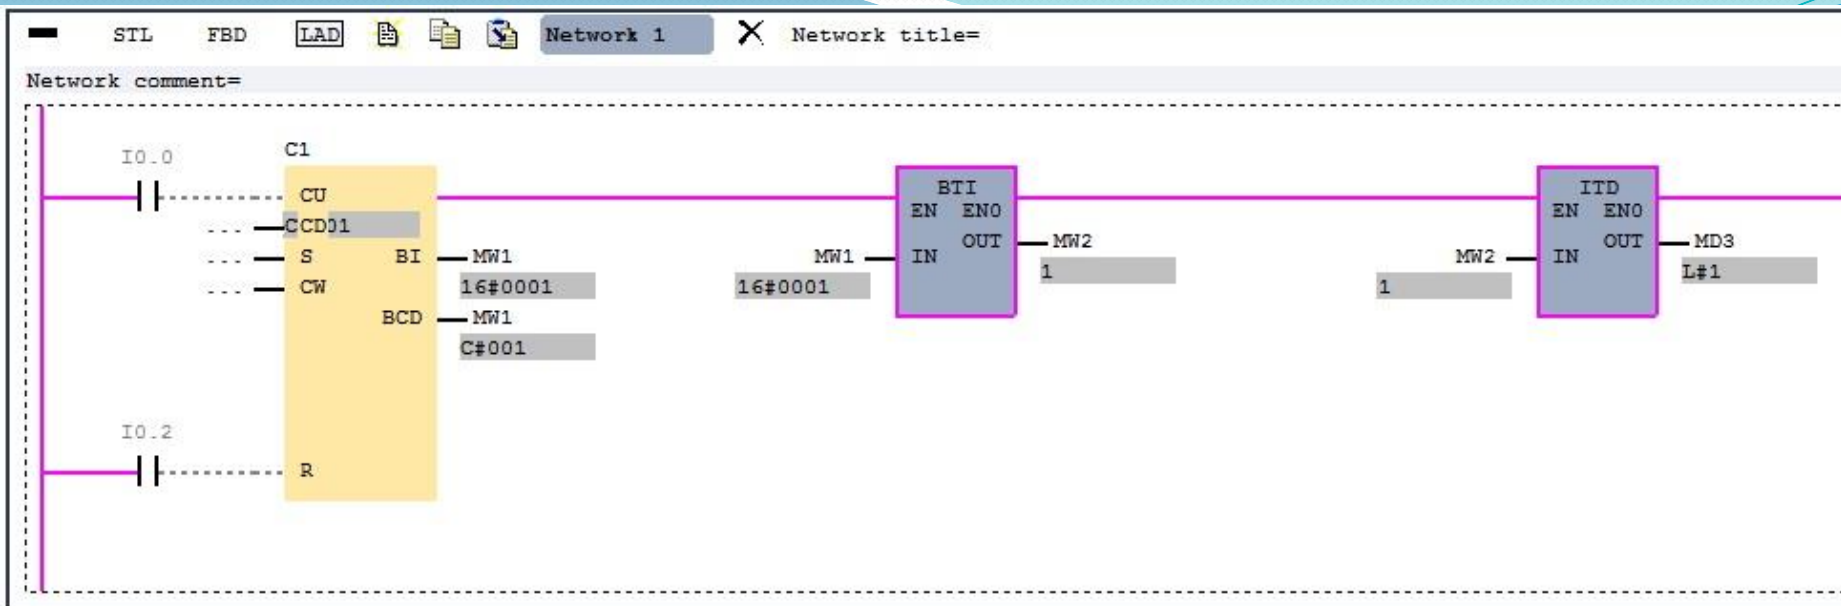 STL FBD LAD Network 1 Network title=
Network comment=
I0.0 C1
CU BTI ITD
EN ENO EN ENO
CCD01
... S BI MW1 MW1 IN OUT MW2 MW2 IN OUT MD3
... CW 16#0001 16#0001 1 1 L#1
BCD MW1
C#001
I0.2
R